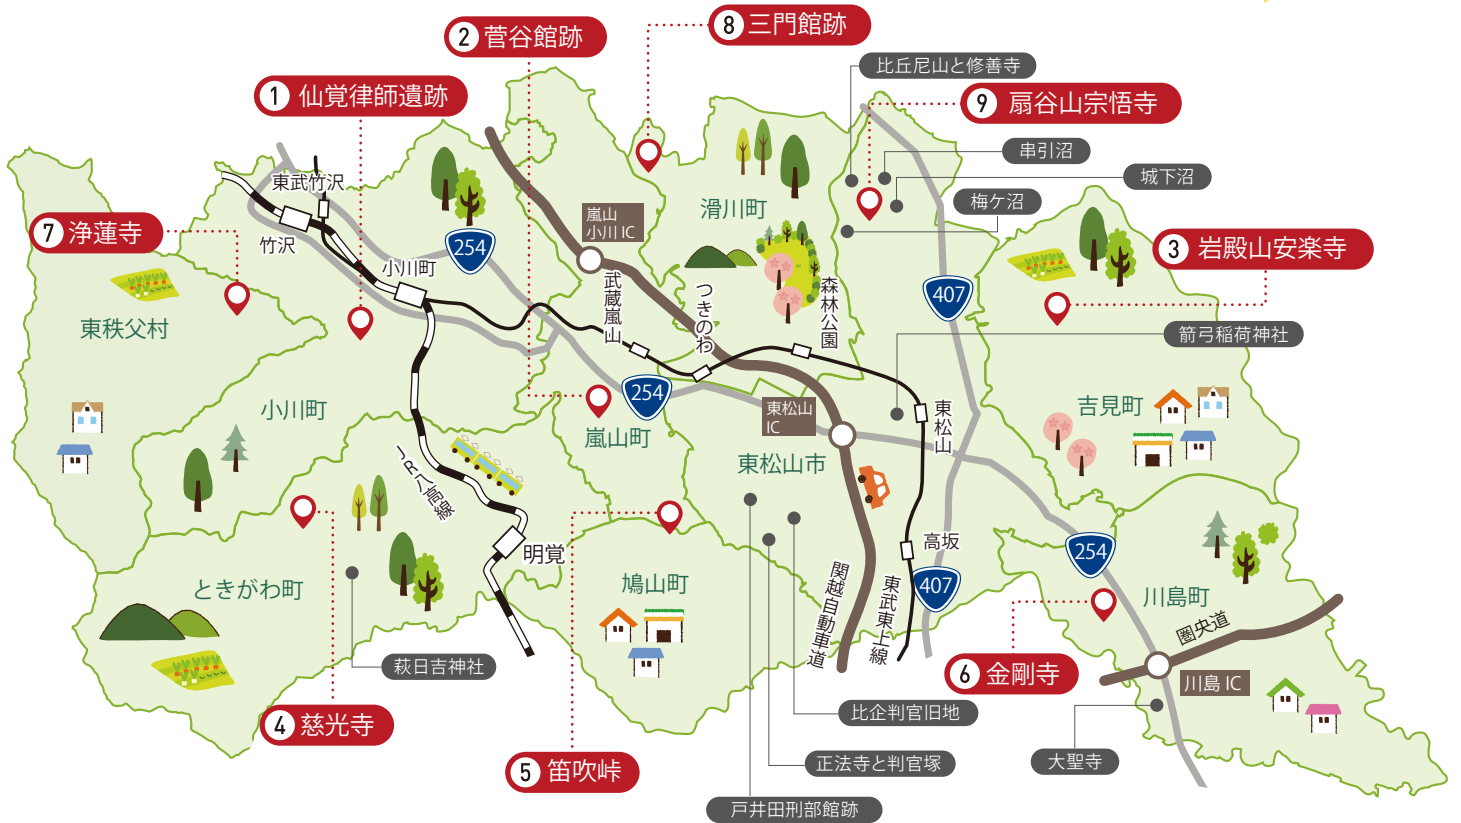 8 三門館跡
2 菅谷館跡
比丘尼山と修善寺
1 仙覚律師遺跡
9 扇谷山宗悟寺
串引沼
城下沼
東武竹沢
梅ケ沼
滑川町
嵐山
小川 IC
7 浄蓮寺
竹沢
254
3 岩殿山安楽寺
小川町
武蔵嵐山
つきのわ
森林公園
407
東秩父村
箭弓稲荷神社
254
小川町
東松山
IC
東松山
吉見町
嵐山町
東松山市
JR八高線
高坂
254
明覚
関越自動車道
東武東上線
407
ときがわ町
鳩山町
川島町
圏央道
萩日吉神社
6 金剛寺
川島 IC
4 慈光寺
比企判官旧地
大聖寺
5 笛吹峠
正法寺と判官塚
戸井田刑部館跡